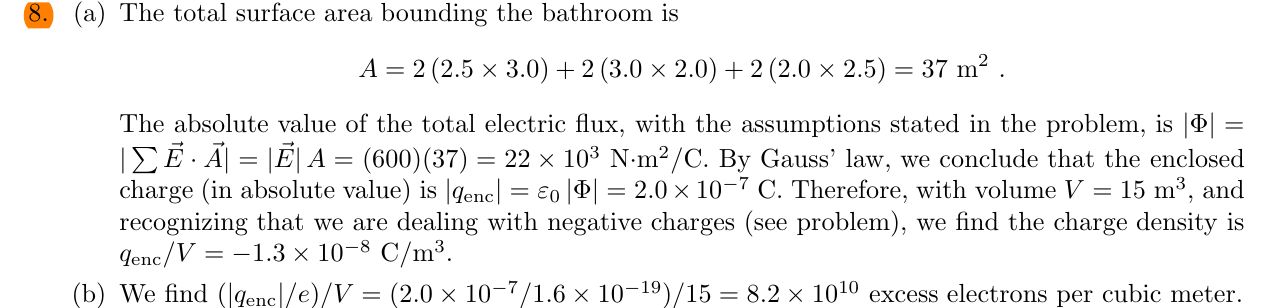 8. (a) The total surface area bounding the bathroom is
A = 2 (2.5 × 3.0) + 2 (3.0 × 2.0) + 2 (2.0 × 2.5) = 37 m² .
The absolute value of the total electric flux, with the assumptions stated in the problem, is |Φ| =
|∑ E⃗ · A⃗| = |E⃗| A = (600)(37) = 22 × 10³ N·m²/C. By Gauss’ law, we conclude that the enclosed
charge (in absolute value) is |qₑₙc| = ε₀ |Φ| = 2.0 × 10⁻⁷ C. Therefore, with volume V = 15 m³, and
recognizing that we are dealing with negative charges (see problem), we find the charge density is
qₑₙc/V = −1.3 × 10⁻⁸ C/m³.
(b) We find (|qₑₙc|/e)/V = (2.0 × 10⁻⁷/1.6 × 10⁻¹⁹)/15 = 8.2 × 10¹⁰ excess electrons per cubic meter.